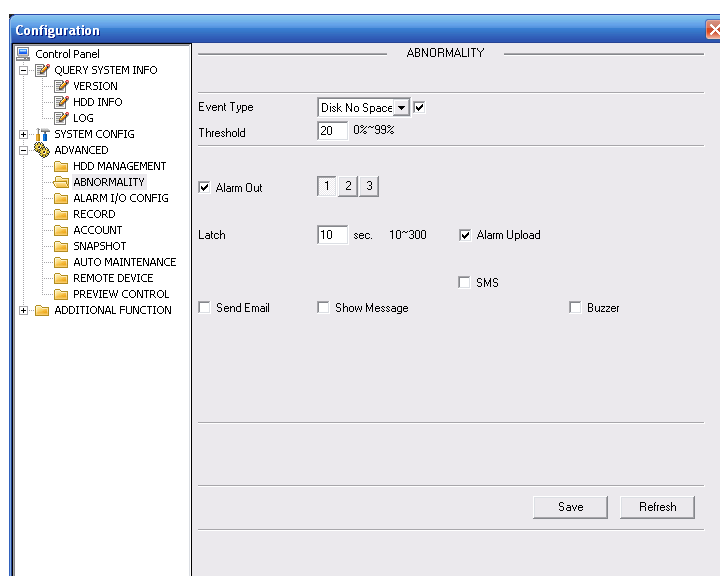 Configuration
Control Panel
QUERY SYSTEM INFO
VERSION
HDD INFO
LOG
SYSTEM CONFIG
ADVANCED
HDD MANAGEMENT
ABNORMALITY
ALARM I/O CONFIG
RECORD
ACCOUNT
SNAPSHOT
AUTO MAINTENANCE
REMOTE DEVICE
PREVIEW CONTROL
ADDITIONAL FUNCTION
ABNORMALITY
Event Type Disk No Space
Threshold 20 0%~99%
Alarm Out 1 2 3
Latch 10 sec. 10~300 Alarm Upload
SMS
Send Email Show Message Buzzer
Save Refresh